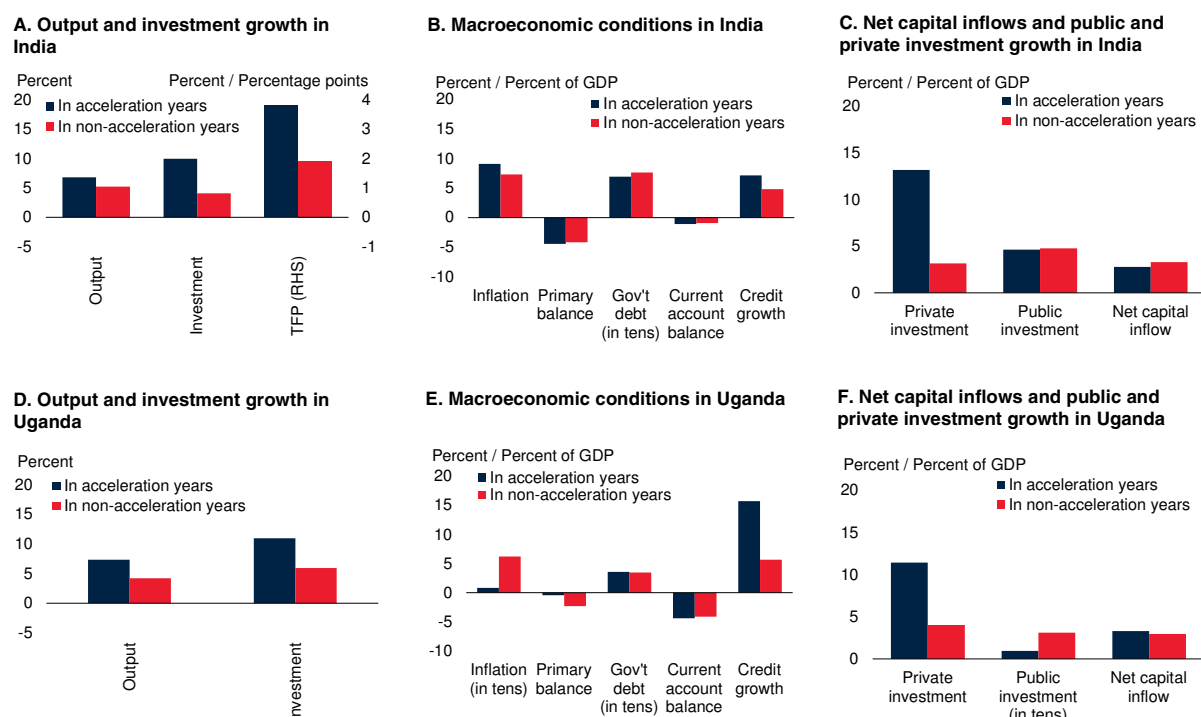 A. Output and investment growth in
India
Percent
Percent / Percentage points
20
15
10
5
0
-5
4
3
2
1
0
-1
In acceleration years
In non-acceleration years
Output
Investment
TFP (RHS)
B. Macroeconomic conditions in India
Percent / Percent of GDP
20
15
10
5
0
-5
-10
In acceleration years
In non-acceleration years
Inflation
Primary
balance
Gov't
debt
(in tens)
Current
account
balance
Credit
growth
C. Net capital inflows and public and
private investment growth in India
Percent / Percent of GDP
20
15
10
5
0
In acceleration years
In non-acceleration years
Private
investment
Public
investment
Net capital
inflow
D. Output and investment growth in
Uganda
Percent
20
15
10
5
0
-5
In acceleration years
In non-acceleration years
Output
nvestment
E. Macroeconomic conditions in Uganda
Percent / Percent of GDP
20
15
10
5
0
-5
-10
In acceleration years
In non-acceleration years
Inflation
(in tens)
Primary
balance
Gov't
debt
(in tens)
Current
account
balance
Credit
growth
F. Net capital inflows and public and
private investment growth in Uganda
Percent / Percent of GDP
20
15
10
5
0
In acceleration years
In non-acceleration years
Private
investment
Public
investment
(in tens)
Net capital
inflow